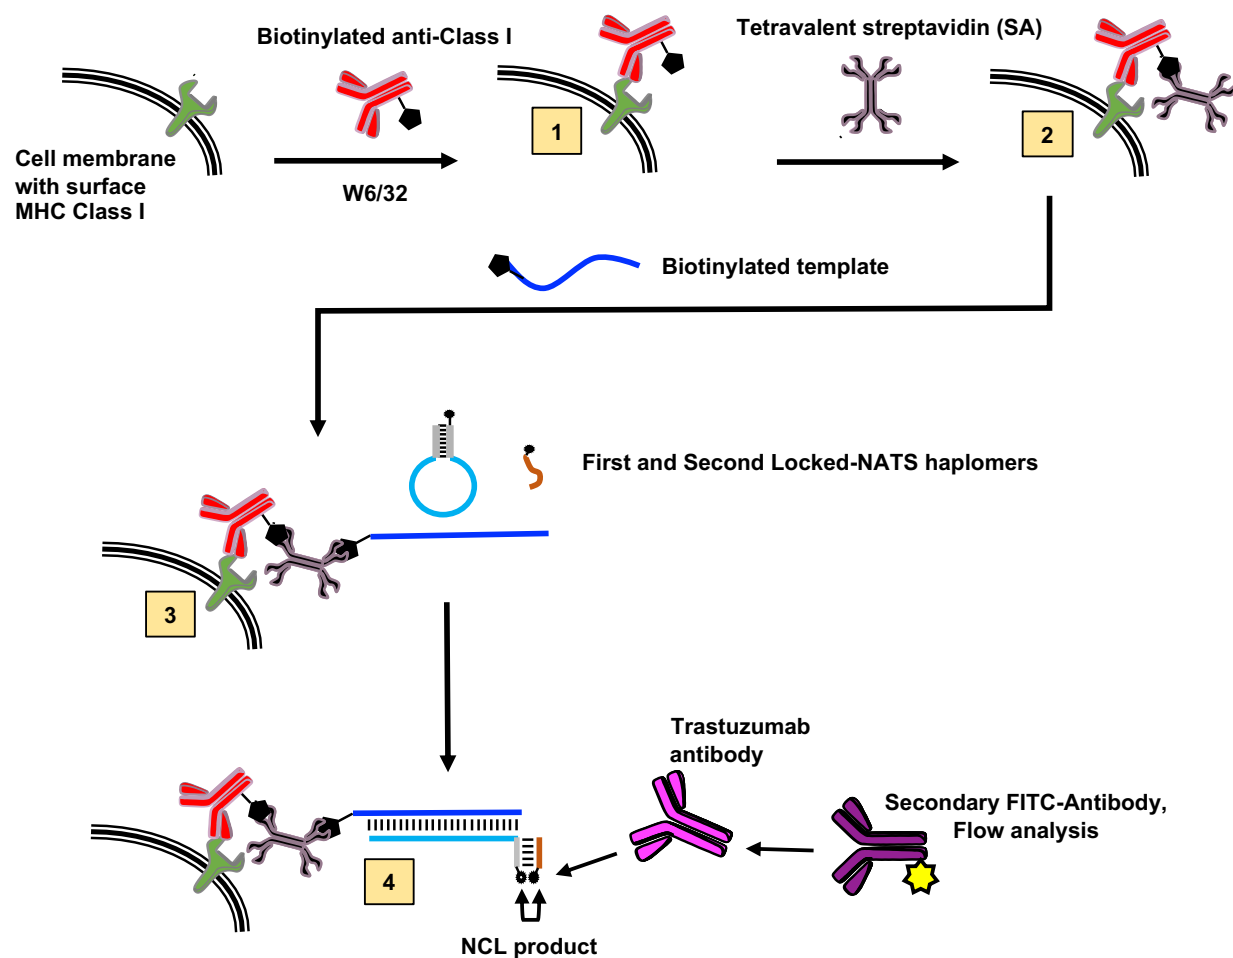 Biotinylated anti-Class I
Tetravalent streptavidin (SA)
1
2
Cell membrane
with surface
MHC Class I
W6/32
Biotinylated template
First and Second Locked-NATS haplomers
3
Trastuzumab
antibody
Secondary FITC-Antibody,
Flow analysis
4
NCL product